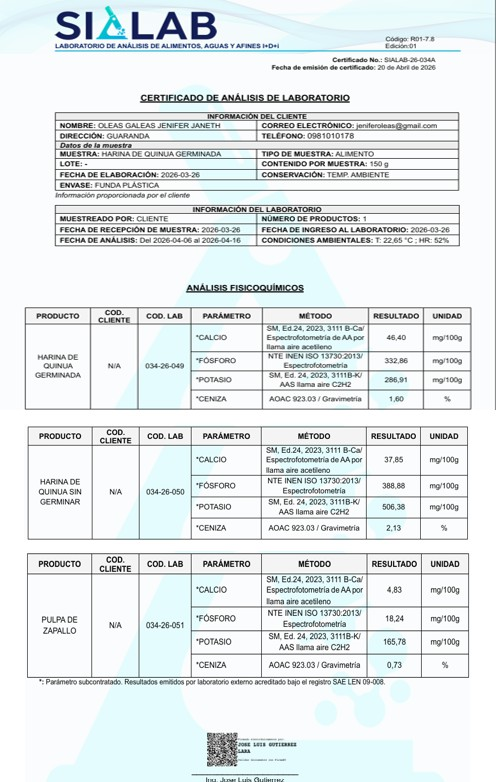 SIALAB
LABORATORIO DE ANÁLISIS DE ALIMENTOS, AGUAS Y AFINES I+D+i
Código: R01-7.8
Edición:01
Certificado No.: SIALAB-26-034A
Fecha de emisión de certificado: 20 de Abril de 2026
CERTIFICADO DE ANÁLISIS DE LABORATORIO
INFORMACIÓN DEL CLIENTE
NOMBRE: OLEAS GALEAS JENIFER JANETH CORREO ELECTRÓNICO: jeniferoleas@gmail.com
DIRECCIÓN: GUARANDA TELÉFONO: 0981010178
Datos de la muestra
MUESTRA: HARINA DE QUINUA GERMINADA TIPO DE MUESTRA: ALIMENTO
LOTE: - CONTENIDO POR MUESTRA: 150 g
FECHA DE ELABORACIÓN: 2026-03-26 CONSERVACIÓN: TEMP. AMBIENTE
ENVASE: FUNDA PLÁSTICA
Información proporcionada por el cliente
INFORMACIÓN DEL LABORATORIO
MUESTREADO POR: CLIENTE NÚMERO DE PRODUCTOS: 1
FECHA DE RECEPCIÓN DE MUESTRA: 2026-03-26 FECHA DE INGRESO AL LABORATORIO: 2026-03-26
FECHA DE ANÁLISIS: Del 2026-04-06 al 2026-04-16 CONDICIONES AMBIENTALES: T: 22,65 °C ; HR: 52%
ANÁLISIS FISICOQUÍMICOS
PRODUCTO COD. CLIENTE COD. LAB PARÁMETRO MÉTODO RESULTADO UNIDAD
HARINA DE QUINUA GERMINADA N/A 034-26-049
*CALCIO SM, Ed.24, 2023, 3111 B-Ca/ Espectrofotometría de AA por llama aire acetileno 46,40 mg/100g
*FÓSFORO NTE INEN ISO 13730:2013/ Espectrofotometría 332,86 mg/100g
*POTASIO SM, Ed. 24, 2023, 3111B-K/ AAS llama aire C2H2 286,91 mg/100g
*CENIZA AOAC 923.03 / Gravimetría 1,60 %
PRODUCTO COD. CLIENTE COD. LAB PARÁMETRO MÉTODO RESULTADO UNIDAD
HARINA DE QUINUA SIN GERMINAR N/A 034-26-050
*CALCIO SM, Ed.24, 2023, 3111 B-Ca/ Espectrofotometría de AA por llama aire acetileno 37,85 mg/100g
*FÓSFORO NTE INEN ISO 13730:2013/ Espectrofotometría 388,88 mg/100g
*POTASIO SM, Ed. 24, 2023, 3111B-K/ AAS llama aire C2H2 506,38 mg/100g
*CENIZA AOAC 923.03 / Gravimetría 2,13 %
PRODUCTO COD. CLIENTE COD. LAB PARÁMETRO MÉTODO RESULTADO UNIDAD
PULPA DE ZAPALLO N/A 034-26-051
*CALCIO SM, Ed.24, 2023, 3111 B-Ca/ Espectrofotometría de AA por llama aire acetileno 4,83 mg/100g
*FÓSFORO NTE INEN ISO 13730:2013/ Espectrofotometría 18,24 mg/100g
*POTASIO SM, Ed. 24, 2023, 3111B-K/ AAS llama aire C2H2 165,78 mg/100g
*CENIZA AOAC 923.03 / Gravimetría 0,73 %
*: Parámetro subcontratado. Resultados emitidos por laboratorio externo acreditado bajo el registro SAE LEN 09-008.
JOSE LUIS GUTIERREZ
LARA
Ing. Jose Luis Gutierrez